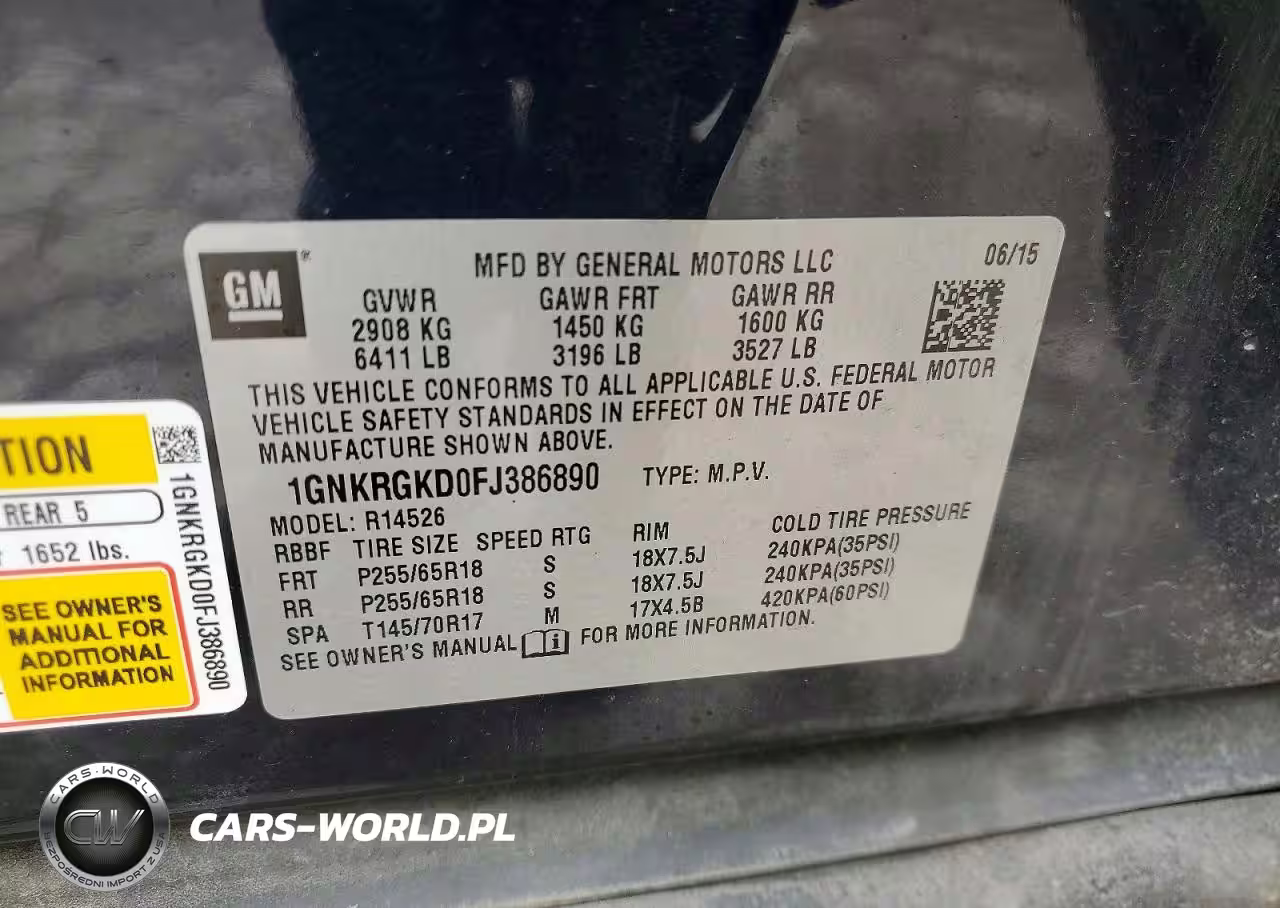 GM ®
MFD BY GENERAL MOTORS LLC 06/15
GVWR GAWR FRT GAWR RR
2908 KG 1450 KG 1600 KG
6411 LB 3196 LB 3527 LB
THIS VEHICLE CONFORMS TO ALL APPLICABLE U.S. FEDERAL MOTOR
VEHICLE SAFETY STANDARDS IN EFFECT ON THE DATE OF
MANUFACTURE SHOWN ABOVE.
1GNKRGKD0FJ386890 TYPE: M.P.V.
MODEL: R14526
RBBF TIRE SIZE SPEED RTG RIM COLD TIRE PRESSURE
FRT P255/65R18 S 18X7.5J 240KPA(35PSI)
RR P255/65R18 S 18X7.5J 240KPA(35PSI)
SPA T145/70R17 M 17X4.5B 420KPA(60PSI)
SEE OWNER'S MANUAL i FOR MORE INFORMATION.
TION
REAR 5
1652 lbs.
SEE OWNER'S
MANUAL FOR
ADDITIONAL
INFORMATION
1GNKRGKD0FJ386890
CARS-WORLD
CW
BEZPOŚREDNI IMPORT Z USA
CARS-WORLD.PL